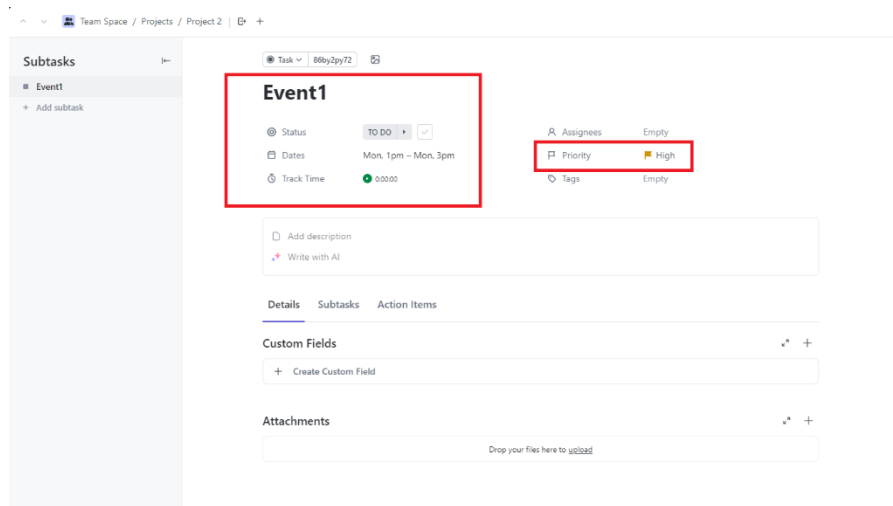 Team Space / Projects / Project 2
Subtasks
Event1
+ Add subtask
Task 86by2py72
Event1
Status TO DO Assignees Empty
Dates Mon, 1pm – Mon, 3pm Priority High
Track Time 0:00:00 Tags Empty
Add description
Write with AI
Details Subtasks Action Items
Custom Fields
+ Create Custom Field
Attachments
Drop your files here to upload